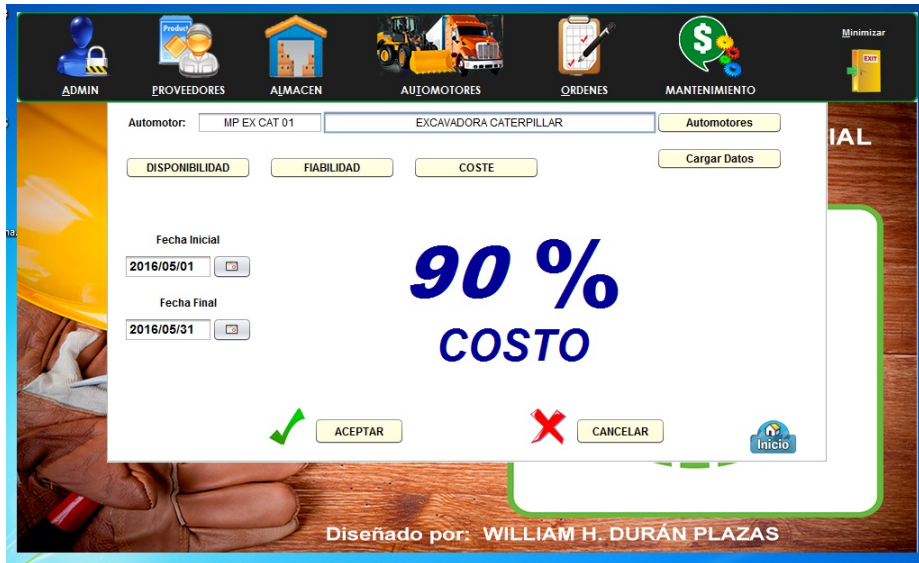 Minimizar
Product
EXIT
ADMIN PROVEEDORES ALMACEN AUTOMOTORES ORDENES MANTENIMIENTO
Automotor: MP EX CAT 01 EXCAVADORA CATERPILLAR Automotores
IAL
DISPONIBILIDAD FIABILIDAD COSTE Cargar Datos
Fecha Inicial
2016/05/01
90 %
Fecha Final
2016/05/31
COSTO
ACEPTAR CANCELAR
Inicio
Diseñado por: WILLIAM H. DURÁN PLAZAS